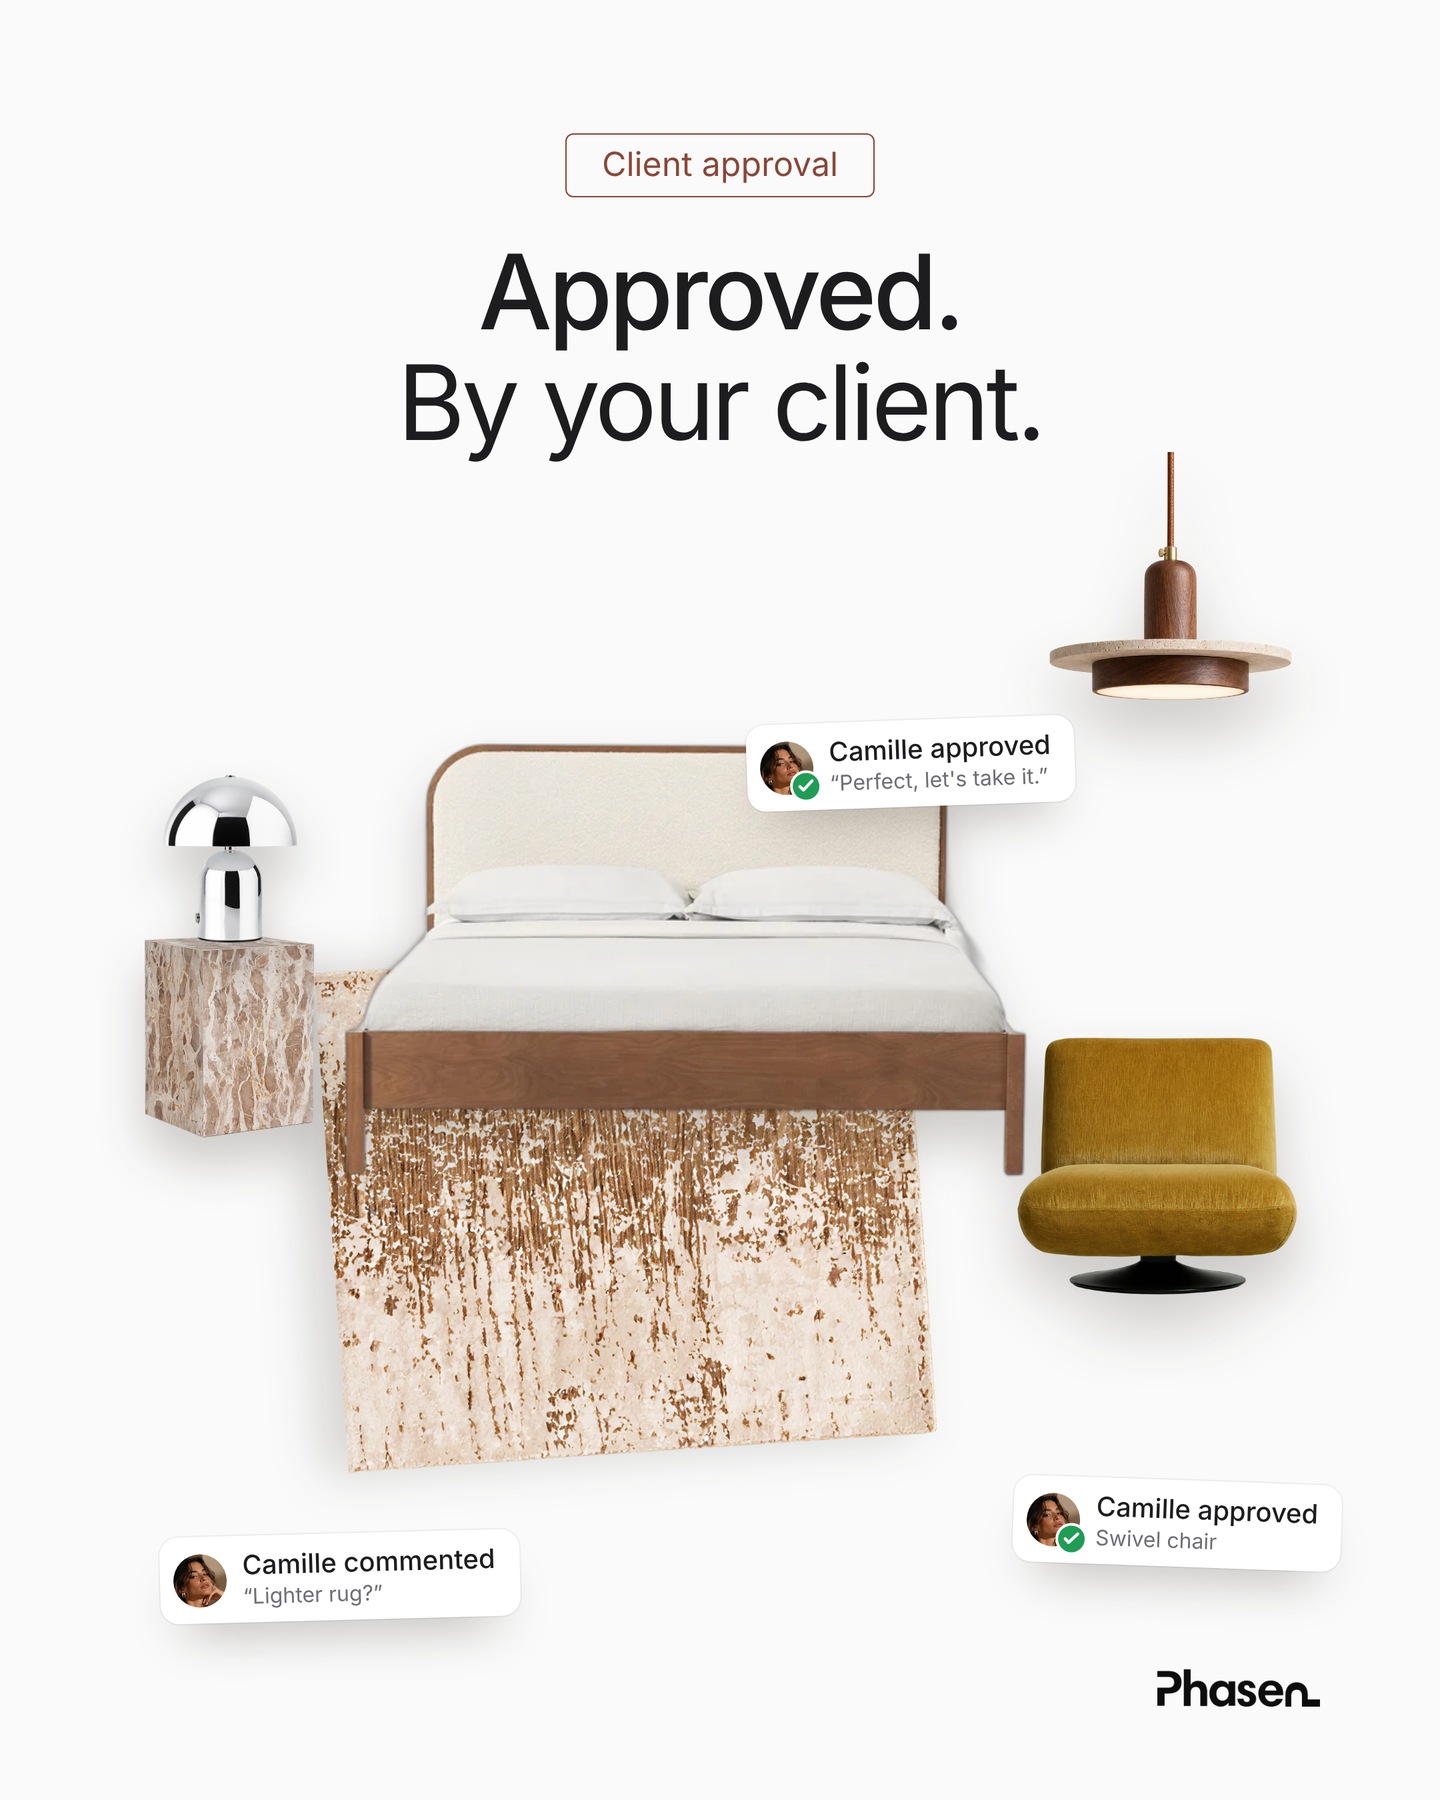 Client approval
Approved.
By your client.
Camille approved
“Perfect, let's take it.”
Camille approved
Swivel chair
Camille commented
“Lighter rug?”
Phasen